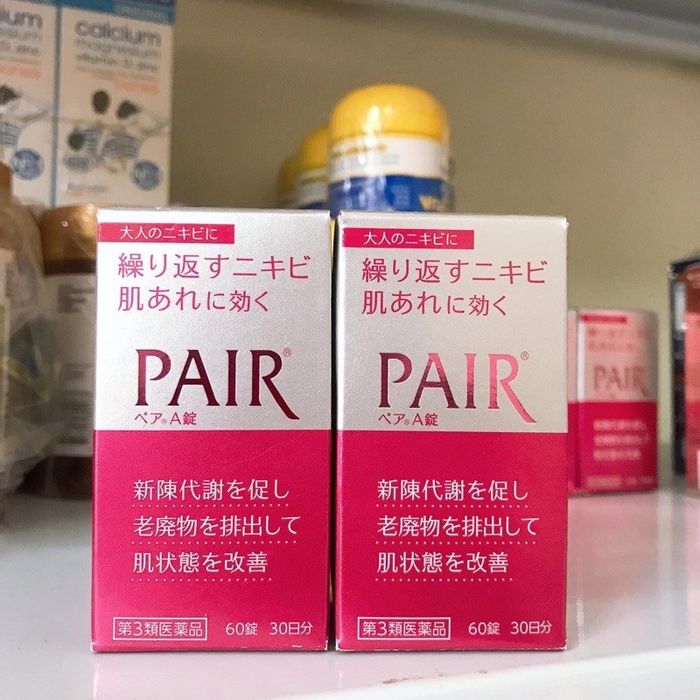 calcium
magnesium
vitamin D zinc
大人のニキビに
繰り返すニキビ
肌あれに効く
PAIR®
ペア®A錠
新陳代謝を促し
老廃物を排出して
肌状態を改善
第3類医薬品 60錠 30日分
大人のニキビに
繰り返すニキビ
肌あれに効く
PAIR®
ペア®A錠
新陳代謝を促し
老廃物を排出して
肌状態を改善
第3類医薬品 60錠 30日分
PAIR